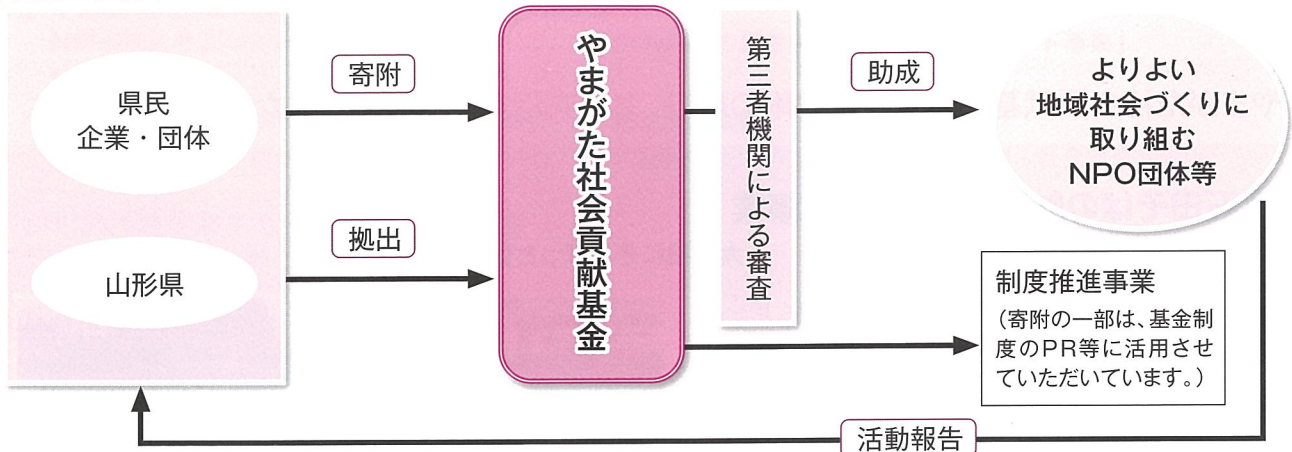 県民
企業・団体
山形県
寄附
拠出
やまがた社会貢献基金
第三者機関による審査
助成
よりよい
地域社会づくりに
取り組む
NPO団体等
制度推進事業
（寄附の一部は、基金制
度のPR等に活用させ
ていただいています。）
活動報告